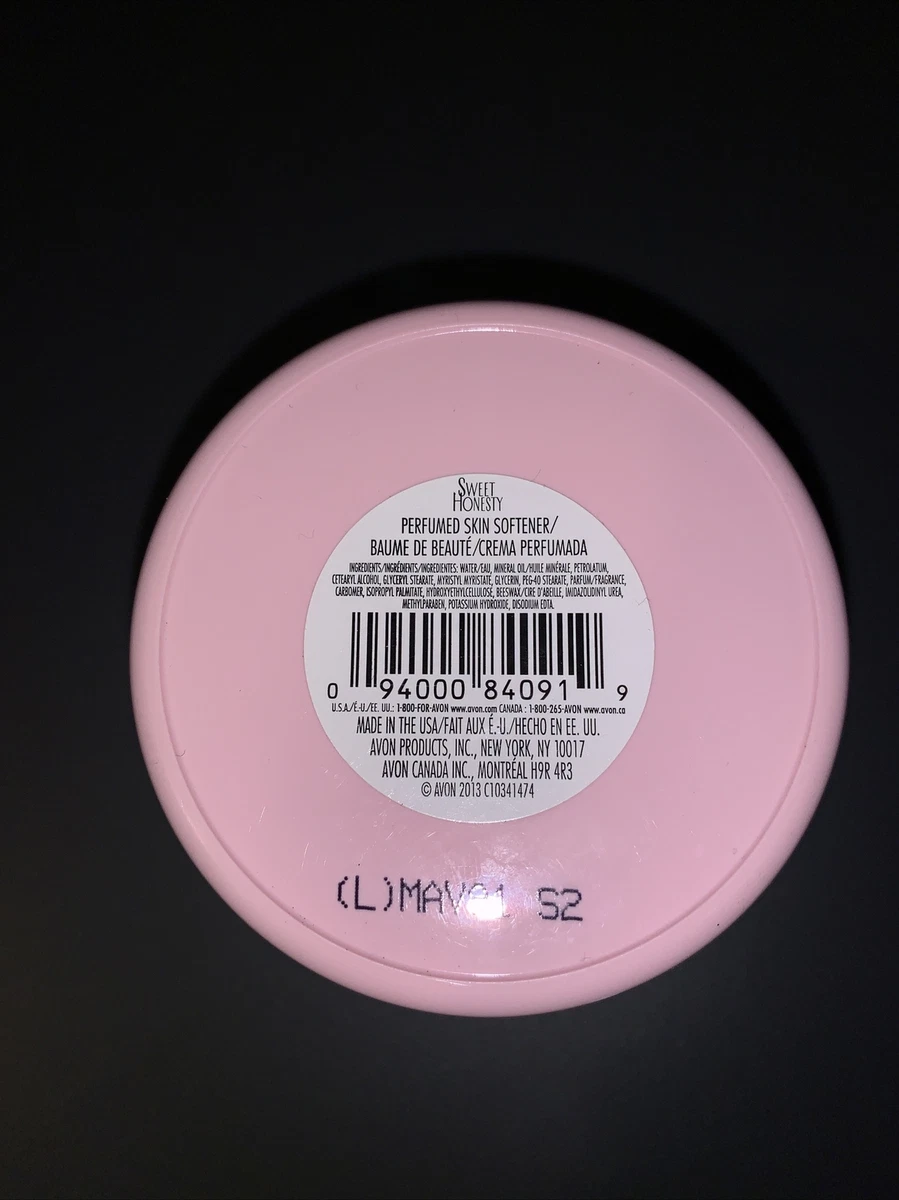 SWEET
HONESTY
PERFUMED SKIN SOFTENER/
BAUME DE BEAUTÉ/CREMA PERFUMADA
INGREDIENTS/INGRÉDIENTS/INGREDIENTES: WATER/EAU, MINERAL OIL/HUILE MINÉRALE, PETROLATUM,
CETEARYL ALCOHOL, GLYCERYL STEARATE, MYRISTYL MYRISTATE, GLYCERIN, PEG-40 STEARATE, PARFUM/FRAGRANCE,
CARBOMER, ISOPROPYL PALMITATE, HYDROXYETHYLCELLULOSE, BEESWAX/CIRE D'ABEILLE, IMIDAZOLIDINYL UREA,
METHYLPARABEN, POTASSIUM HYDROXIDE, DISODIUM EDTA.
0 94000 84091 9
U.S.A./É.-U./EE. UU.: 1-800-FOR-AVON www.avon.com CANADA : 1-800-265-AVON www.avon.ca
MADE IN THE USA/FAIT AUX É.-U./HECHO EN EE. UU.
AVON PRODUCTS, INC., NEW YORK, NY 10017
AVON CANADA INC., MONTRÉAL H9R 4R3
© AVON 2013 C10341474
S2